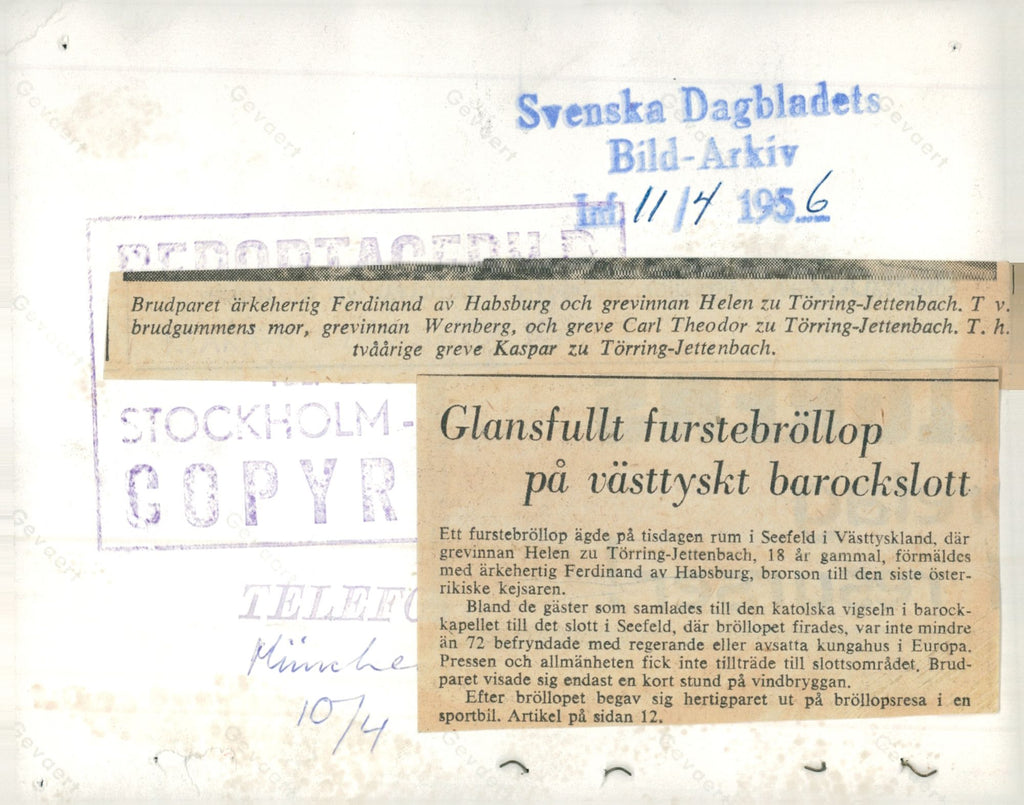 Svenska Dagbladets
Bild-Arkiv
Inf. 11/4 1956
REPORTAGEBILD
Brudparet ärkehertig Ferdinand av Habsburg och grevinnan Helen zu Törring-Jettenbach. T v.
brudgummens mor, grevinnan Wernberg, och greve Carl Theodor zu Törring-Jettenbach. T. h.
tvåårige greve Kaspar zu Törring-Jettenbach.
STOCKHOLM -
COPYR
Glansfullt furstebröllop
på västtyskt barockslott
Ett furstebröllop ägde på tisdagen rum i Seefeld i Västtyskland, där
grevinnan Helen zu Törring-Jettenbach, 18 år gammal, förmäldes
med ärkehertig Ferdinand av Habsburg, brorson till den siste öster-
rikiske kejsaren.
Bland de gäster som samlades till den katolska vigseln i barock-
kapellet till det slott i Seefeld, där bröllopet firades, var inte mindre
än 72 befryndade med regerande eller avsatta kungahus i Europa.
Pressen och allmänheten fick inte tillträde till slottsområdet. Brud-
paret visade sig endast en kort stund på vindbryggan.
Efter bröllopet begav sig hertigparet ut på bröllopsresa i en
sportbil. Artikel på sidan 12.
TELEFO
Münche
10/4
Gevaert